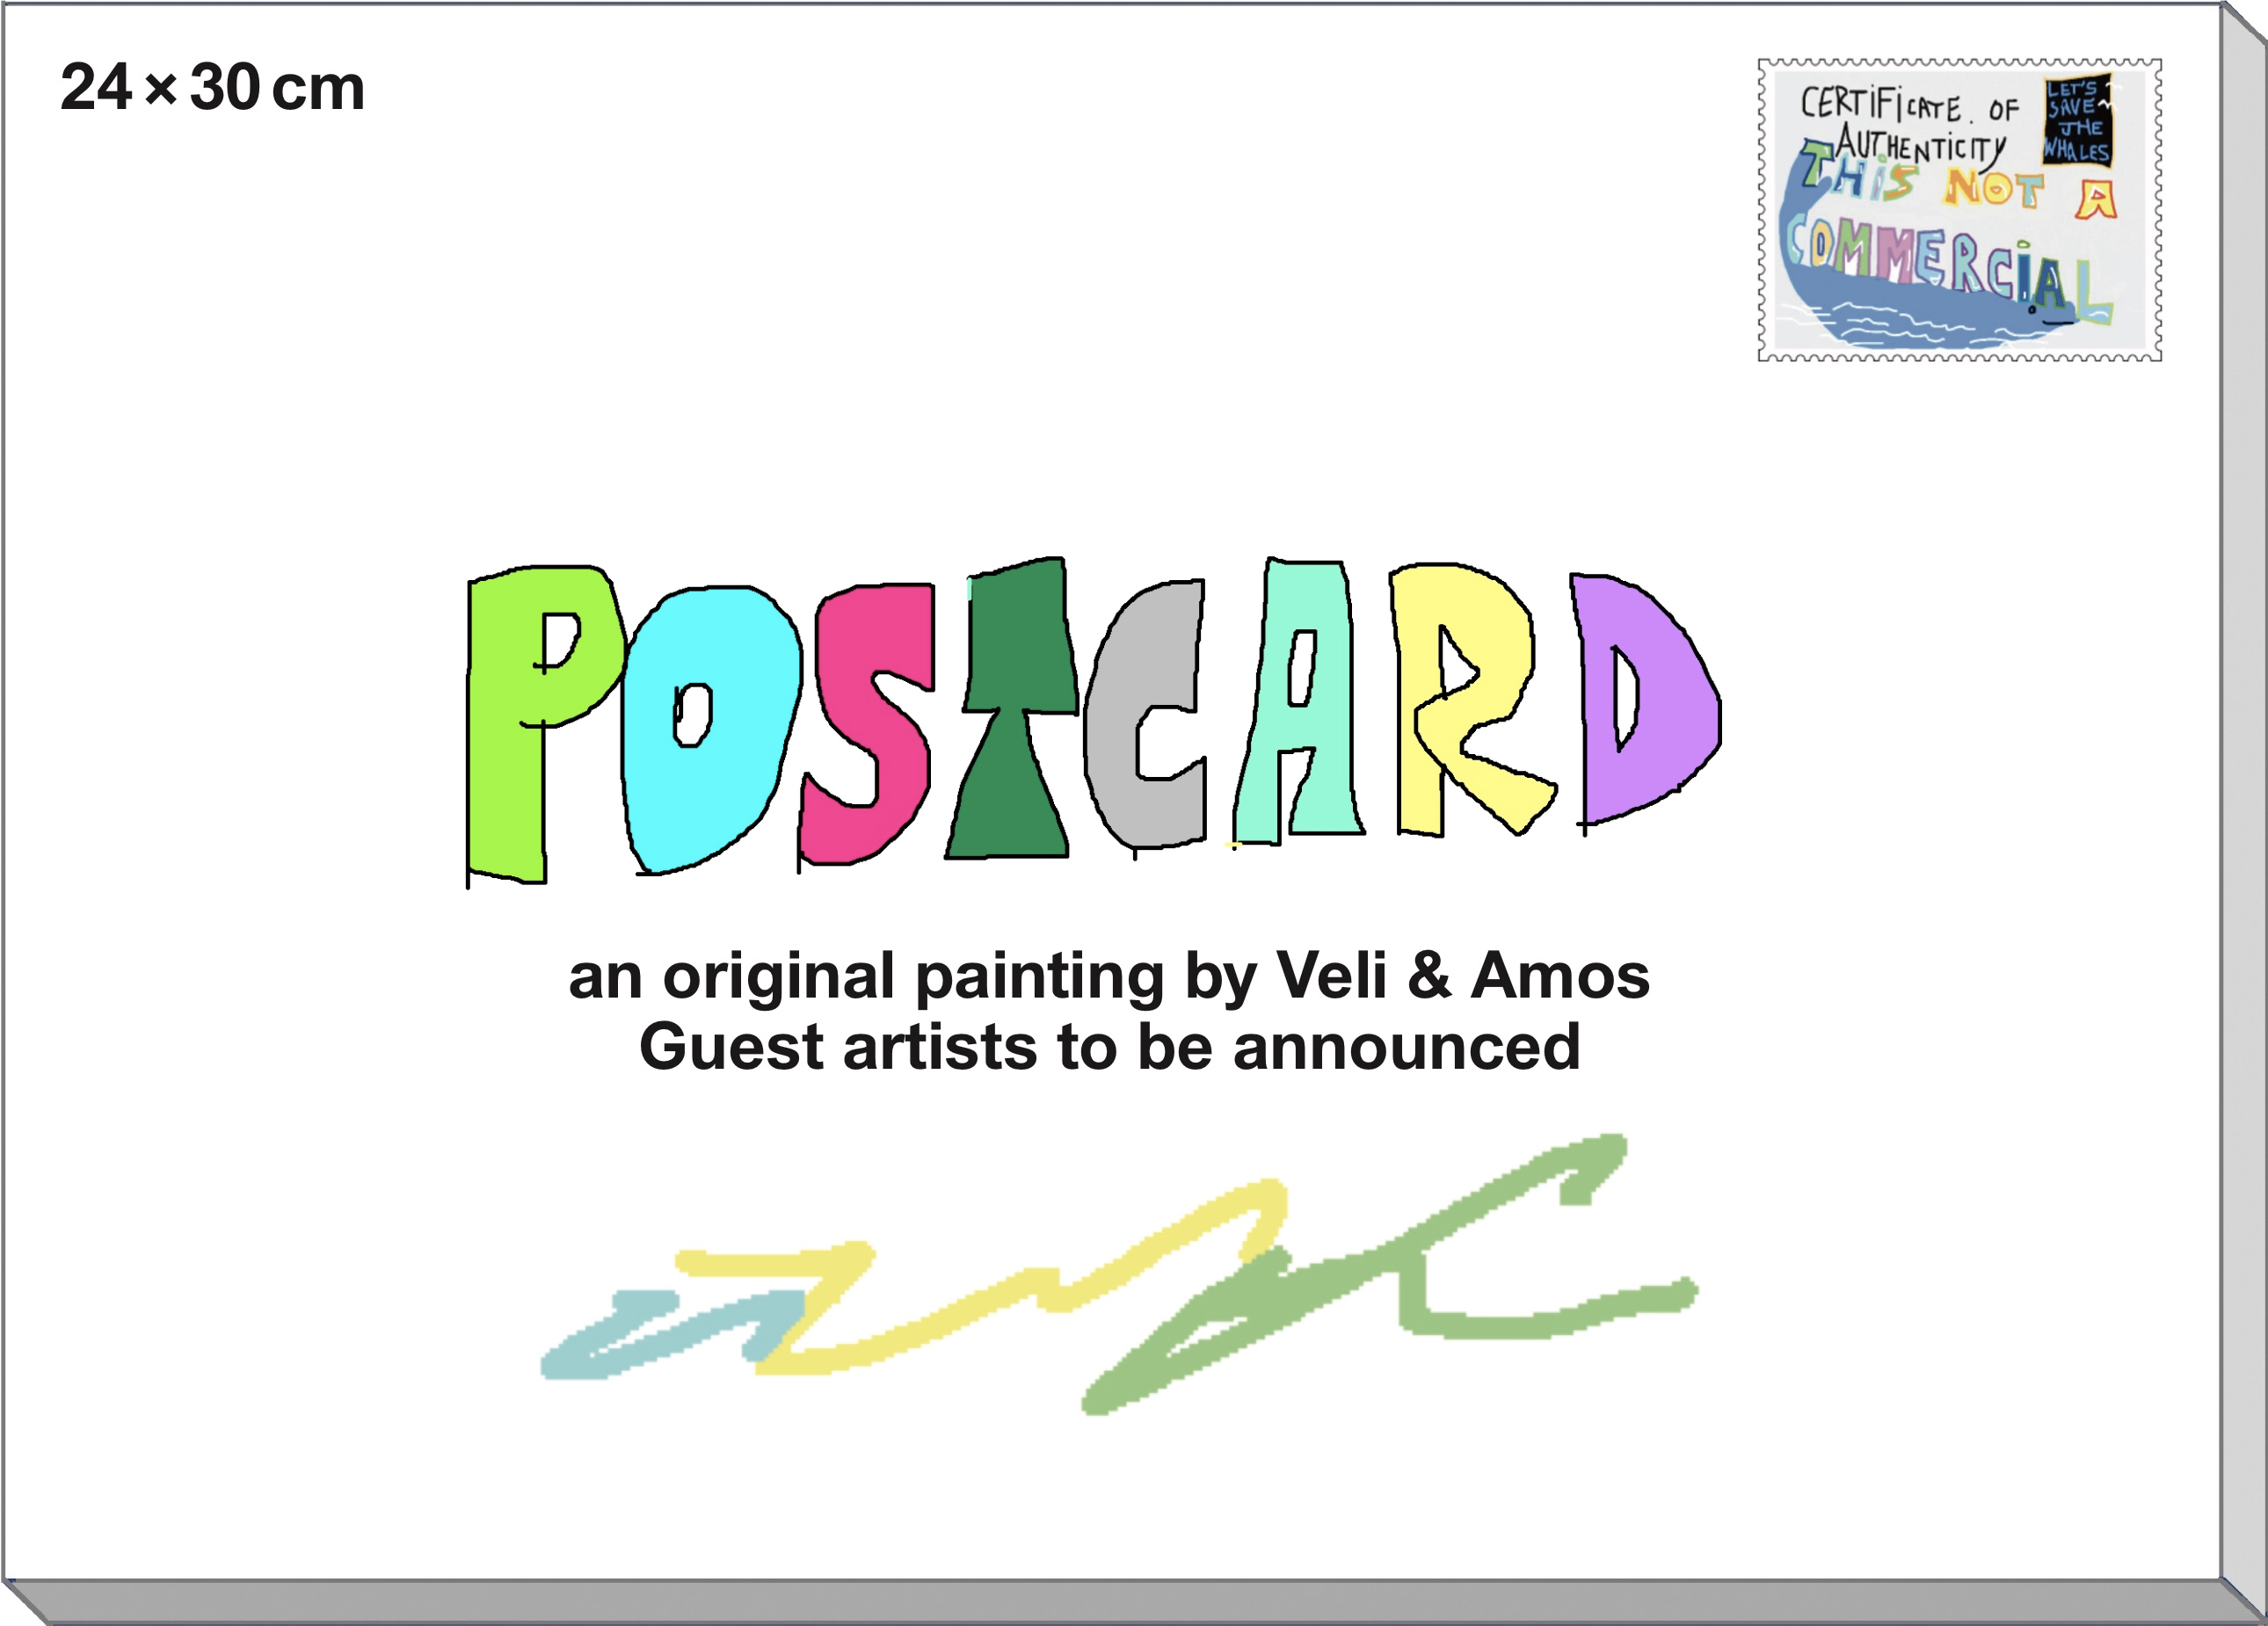 24 × 30 cm
CERTiFiCATE. OF
AUTHENTiCiTY
LET'S
SAVE
THE
WHALES
THiS NOT A
COMMERCiAL
POSTCARD
an original painting by Veli & Amos
Guest artists to be announced